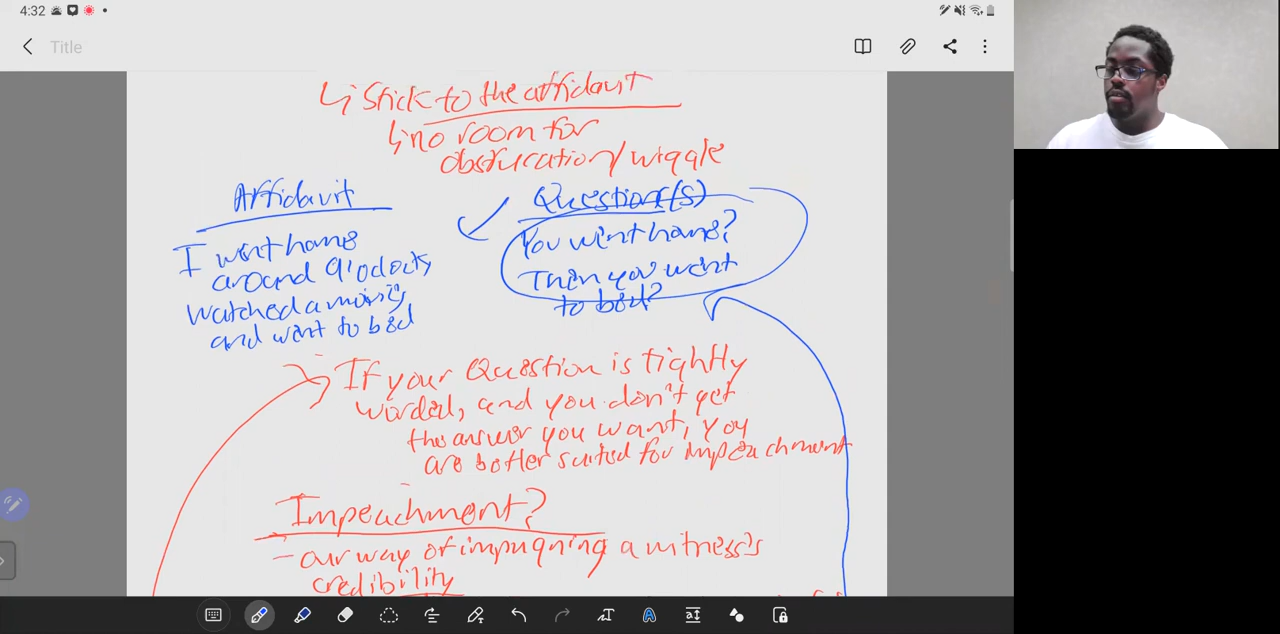 4:32
Title
↳ Stick to the affidavit
↳ no room for
obsfucation/wiggle
Affidavit
I went home
around 9 o'clock,
watched a movie,
and went to bed
Question(s)
You went home?
Then you went
to bed?
If your Question is tightly
worded, and you don't get
the answer you want, you
are better suited for impeachment
Impeachment?
- our way of impugning a witness's
credibility